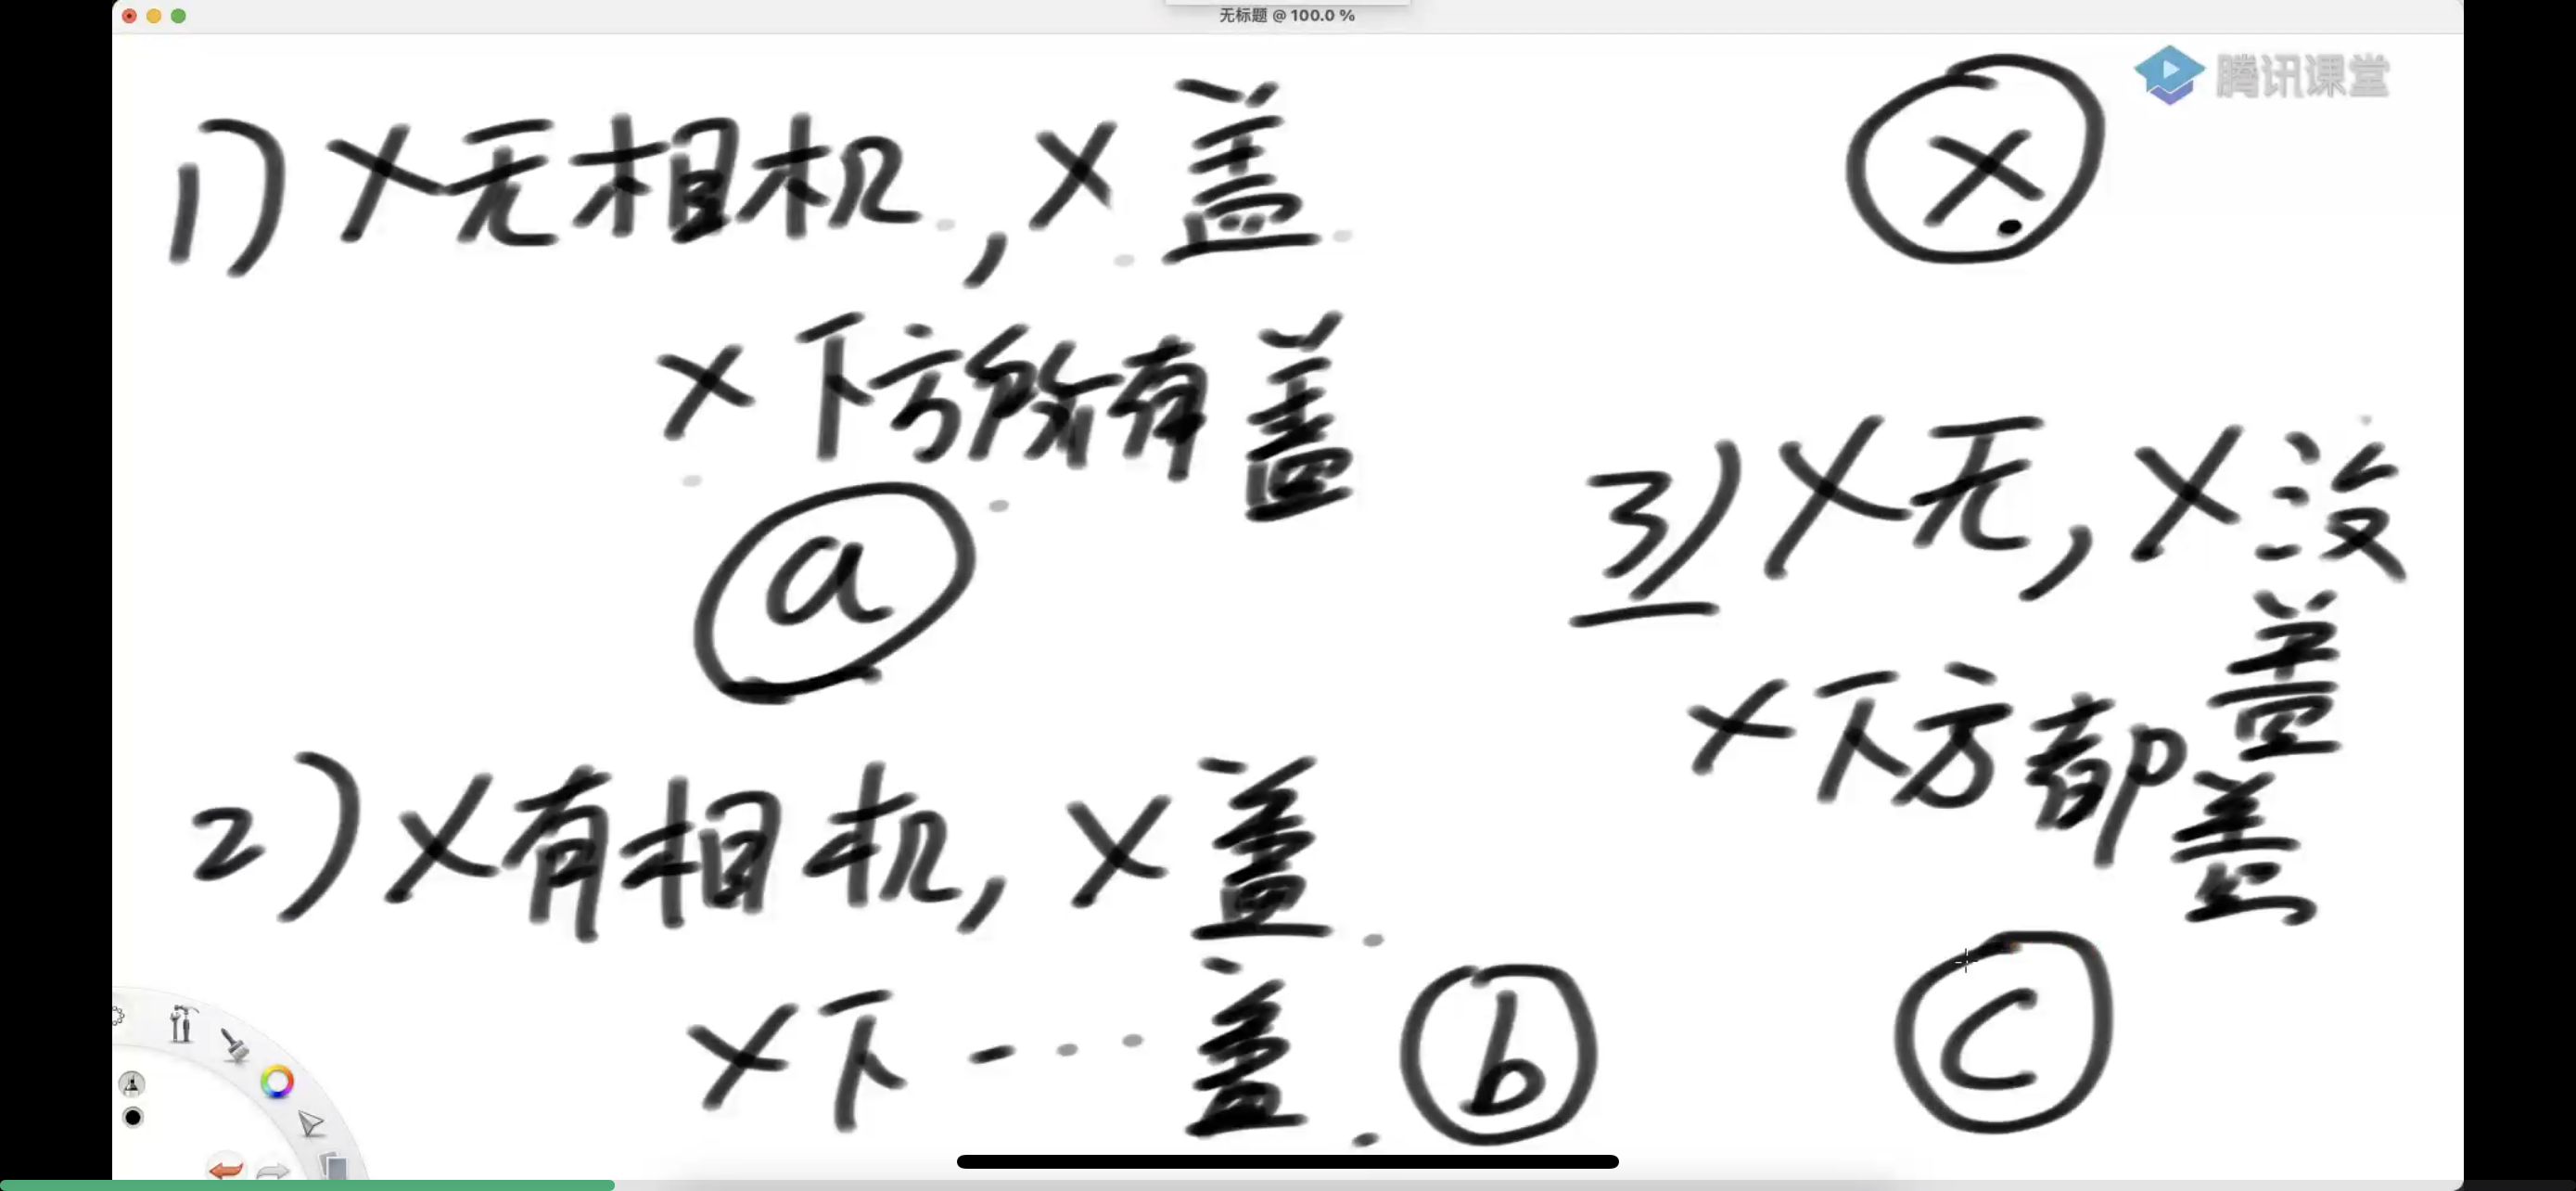 无标题 @ 100.0 %
腾讯课堂
1) X无相机, X盖.
X下方所有盖
a
2) X有相机, X盖.
X下……盖.
b
X
3) X无, X没盖
X下方都盖
c